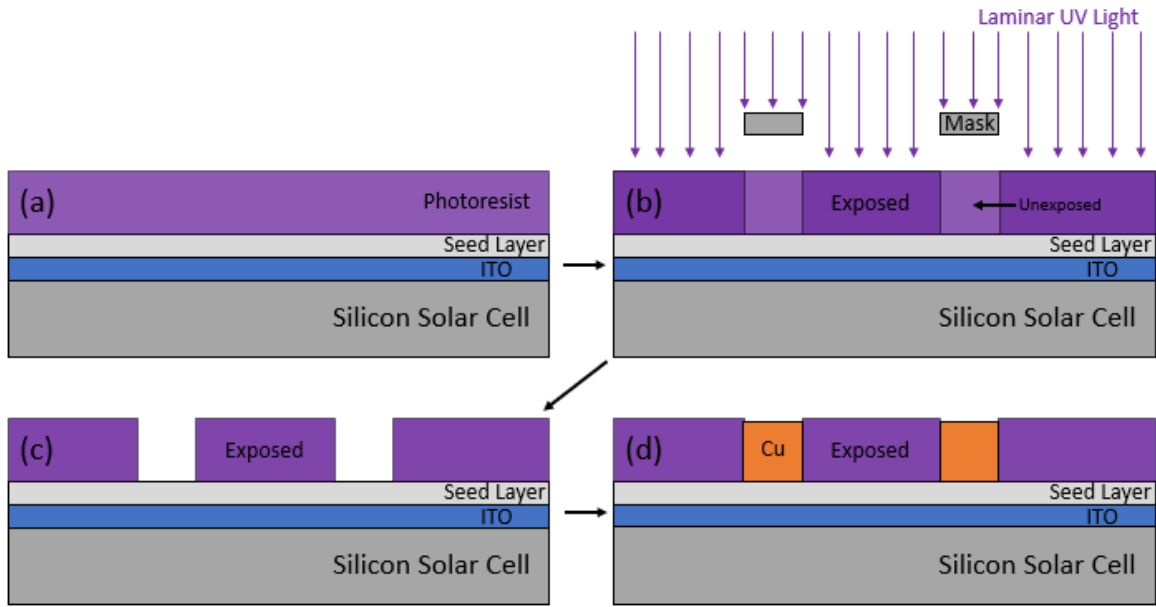 Laminar UV Light
Mask
(a)
Photoresist
Seed Layer
ITO
Silicon Solar Cell
(b)
Exposed
Unexposed
Seed Layer
ITO
Silicon Solar Cell
(c)
Exposed
Seed Layer
ITO
Silicon Solar Cell
(d)
Cu
Exposed
Seed Layer
ITO
Silicon Solar Cell